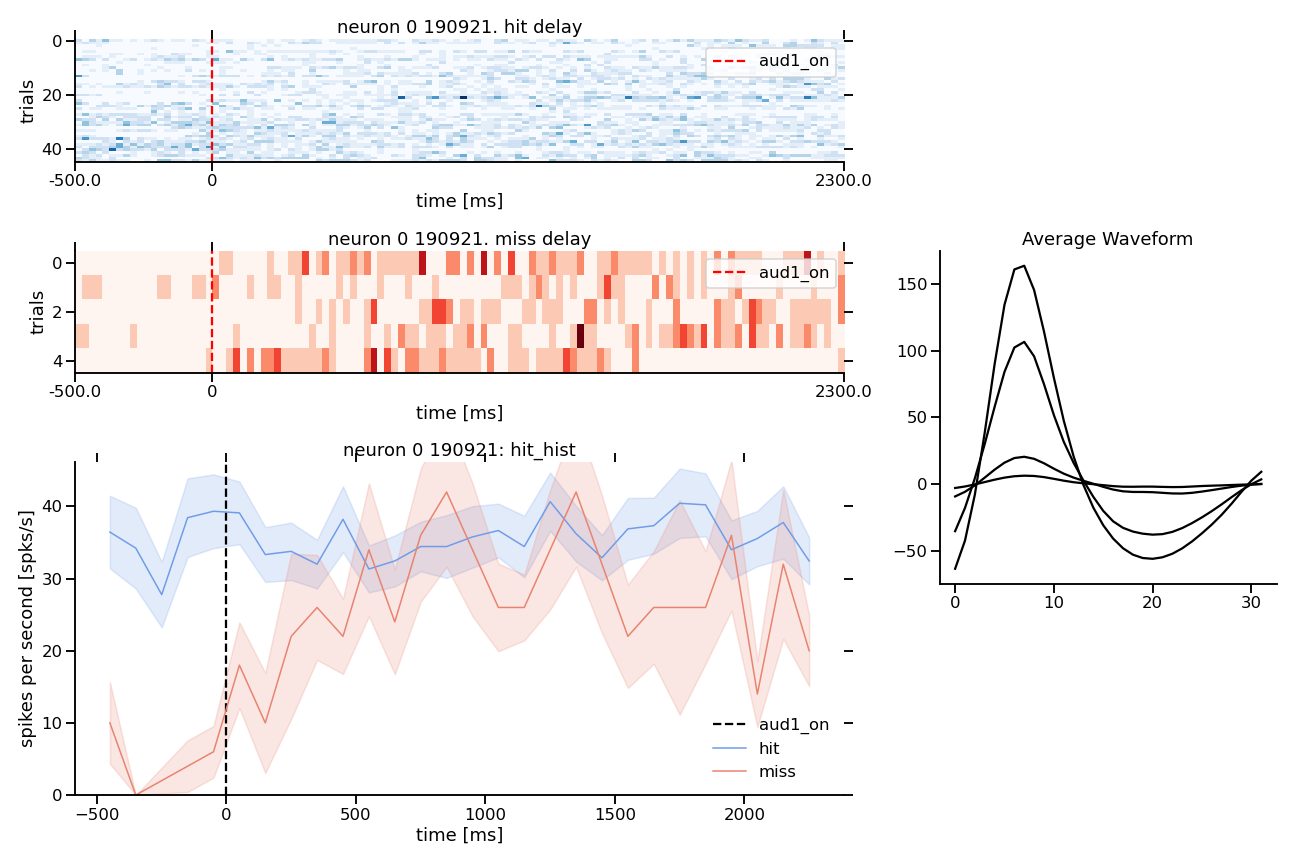 neuron 0 190921. hit delay
0
20
40
trials
aud1_on
-500.0
0
2300.0
time [ms]
neuron 0 190921. miss delay
0
2
4
trials
aud1_on
-500.0
0
2300.0
time [ms]
neuron 0 190921: hit_hist
40
30
20
10
0
spikes per second [spks/s]
aud1_on
hit
miss
−500
0
500
1000
1500
2000
time [ms]
Average Waveform
150
100
50
0
−50
0
10
20
30